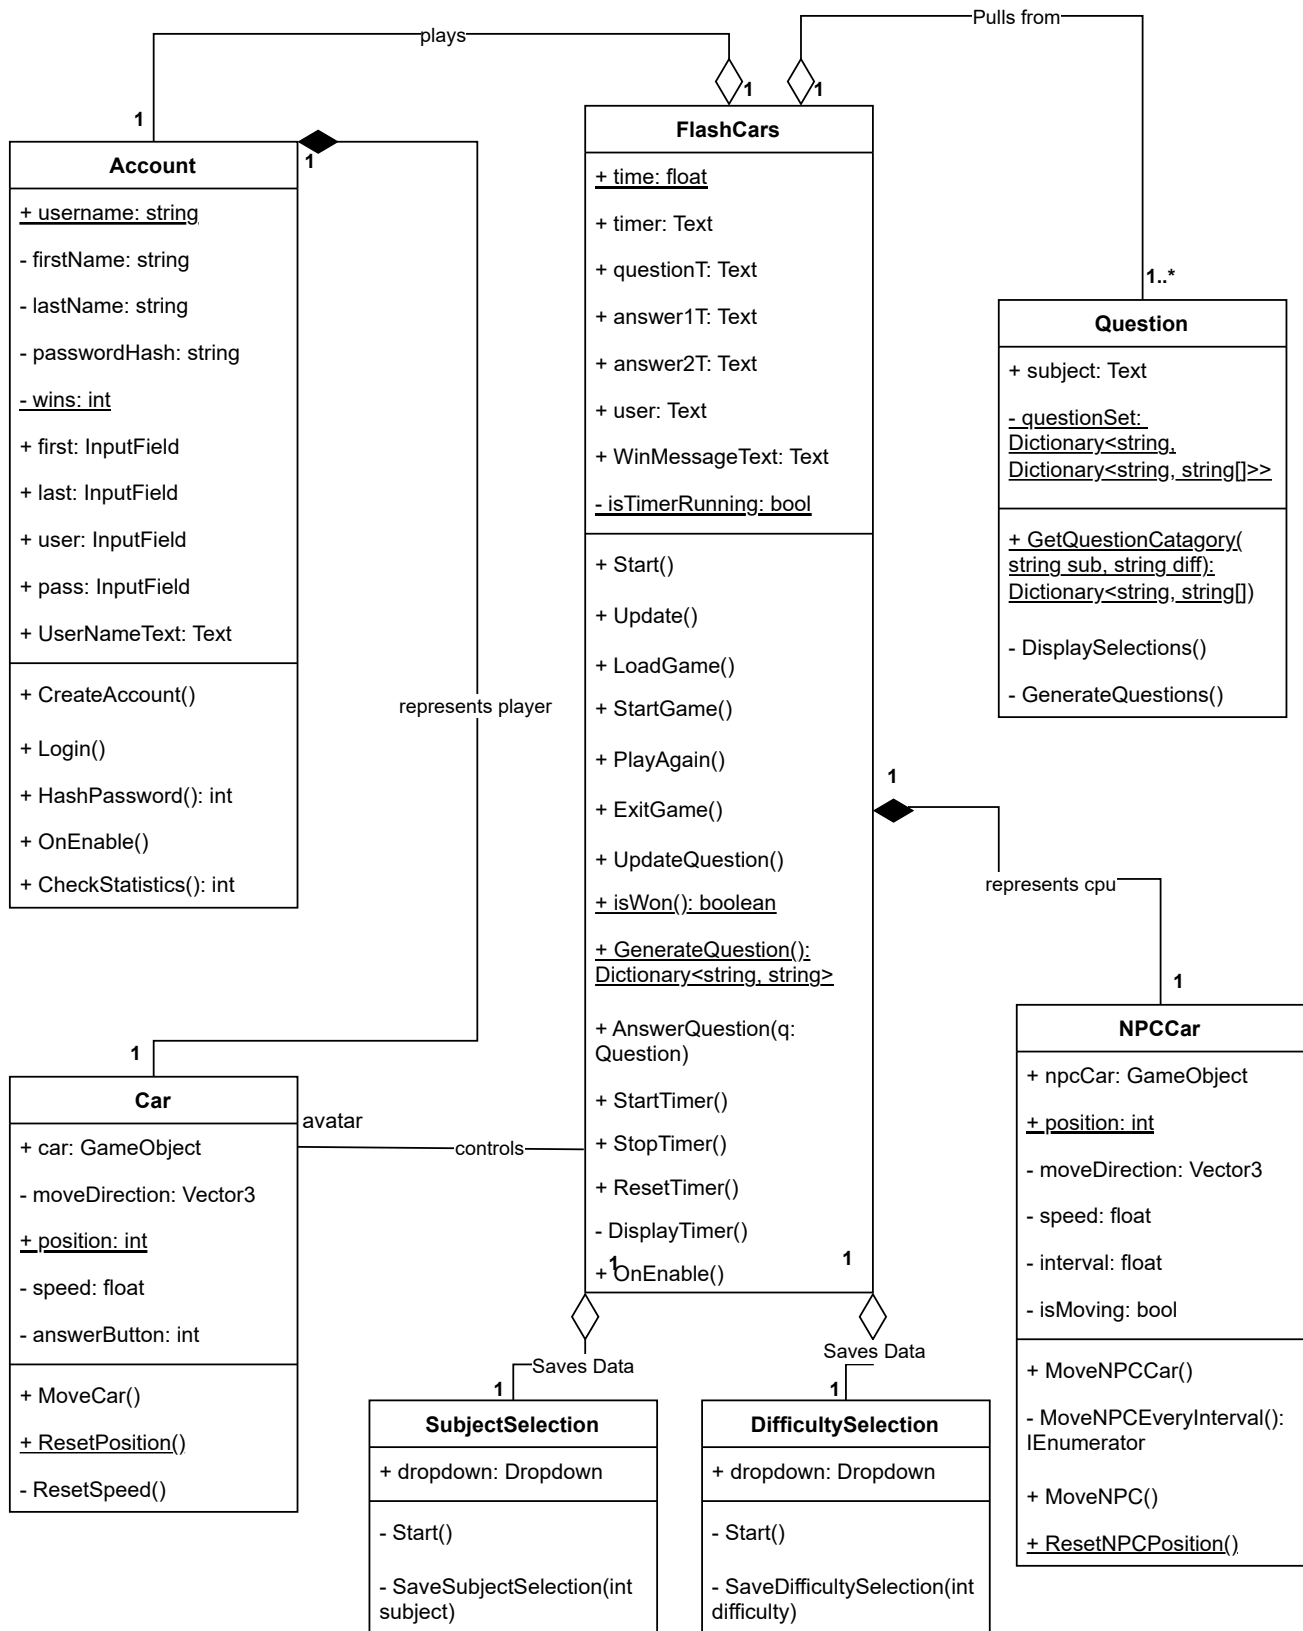 plays
Pulls from
1
1
1
1
1..*
Account
+ username: string
- firstName: string
- lastName: string
- passwordHash: string
- wins: int
+ first: InputField
+ last: InputField
+ user: InputField
+ pass: InputField
+ UserNameText: Text
+ CreateAccount()
+ Login()
+ HashPassword(): int
+ OnEnable()
+ CheckStatistics(): int
represents player
FlashCars
+ time: float
+ timer: Text
+ questionT: Text
+ answer1T: Text
+ answer2T: Text
+ user: Text
+ WinMessageText: Text
- isTimerRunning: bool
+ Start()
+ Update()
+ LoadGame()
+ StartGame()
+ PlayAgain()
+ ExitGame()
+ UpdateQuestion()
+ isWon(): boolean
+ GenerateQuestion():
Dictionary<string, string>
+ AnswerQuestion(q:
Question)
+ StartTimer()
+ StopTimer()
+ ResetTimer()
- DisplayTimer()
+ OnEnable()
1
1
Question
+ subject: Text
- questionSet:
Dictionary<string,
Dictionary<string, string[]>>
+ GetQuestionCatagory(
string sub, string diff):
Dictionary<string, string[])
- DisplaySelections()
- GenerateQuestions()
1
represents cpu
1
1
Car
+ car: GameObject
- moveDirection: Vector3
+ position: int
- speed: float
- answerButton: int
+ MoveCar()
+ ResetPosition()
- ResetSpeed()
avatar
controls
NPCCar
+ npcCar: GameObject
+ position: int
- moveDirection: Vector3
- speed: float
- interval: float
- isMoving: bool
+ MoveNPCCar()
- MoveNPCEveryInterval():
IEnumerator
+ MoveNPC()
+ ResetNPCPosition()
Saves Data
1
SubjectSelection
+ dropdown: Dropdown
- Start()
- SaveSubjectSelection(int
subject)
Saves Data
1
DifficultySelection
+ dropdown: Dropdown
- Start()
- SaveDifficultySelection(int
difficulty)